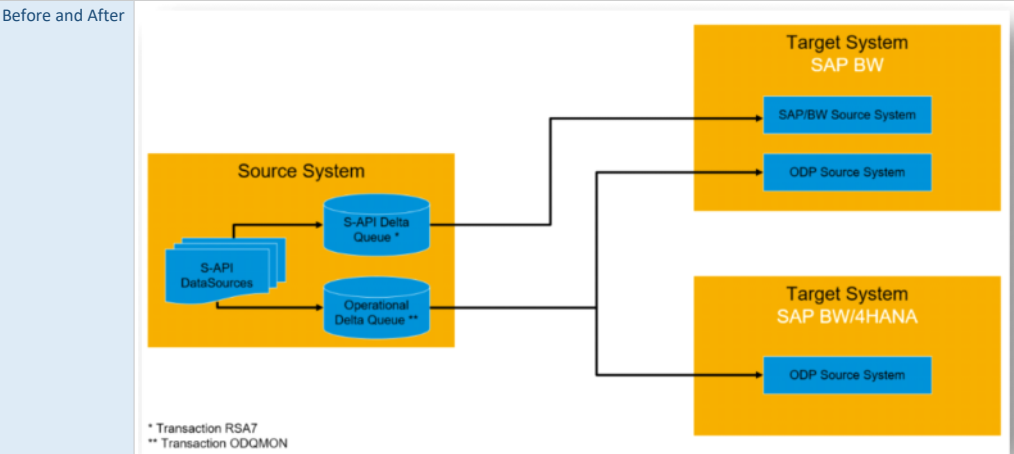 Before and After
Target System
SAP BW
SAP/BW Source System
ODP Source System
Source System
S-API Delta
Queue *
S-API
DataSources
Operational
Delta Queue **
Target System
SAP BW/4HANA
ODP Source System
* Transaction RSA7
** Transaction ODQMON